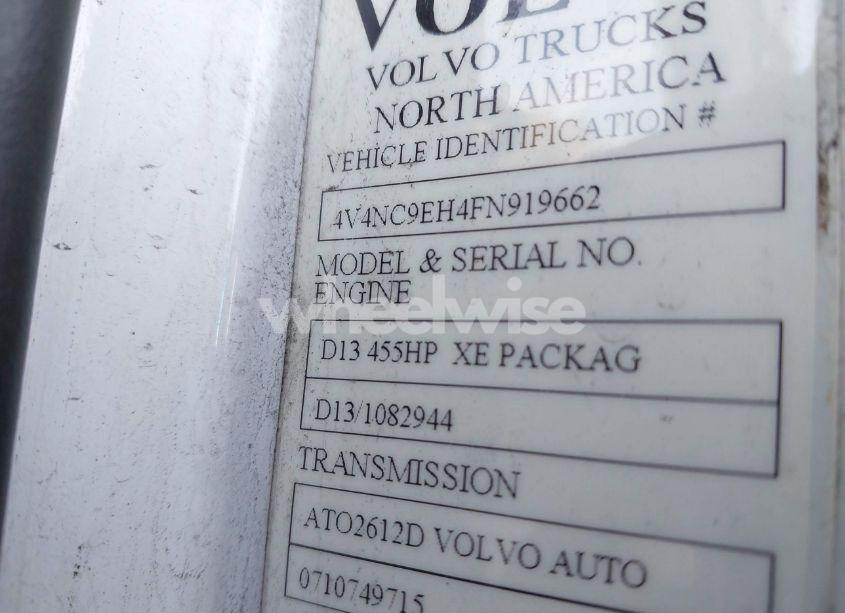 VOL
VOLVO TRUCKS
NORTH AMERICA
VEHICLE IDENTIFICATION #
4V4NC9EH4FN919662
MODEL & SERIAL NO.
ENGINE
wheelwise
D13 455HP XE PACKAG
D13/1082944
TRANSMISSION
ATO2612D VOLVO AUTO
0710749715